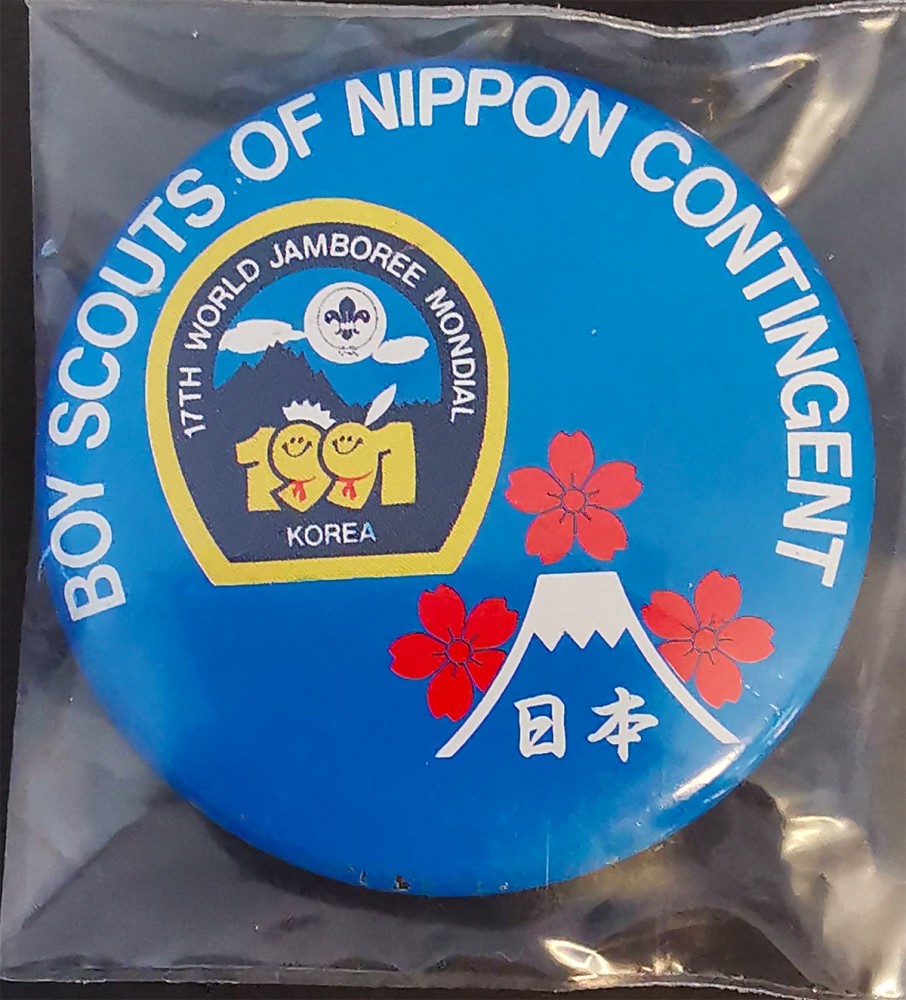 BOY SCOUTS OF NIPPON CONTINGENT
17TH WORLD JAMBOREE MONDIAL
1991
KOREA
日本